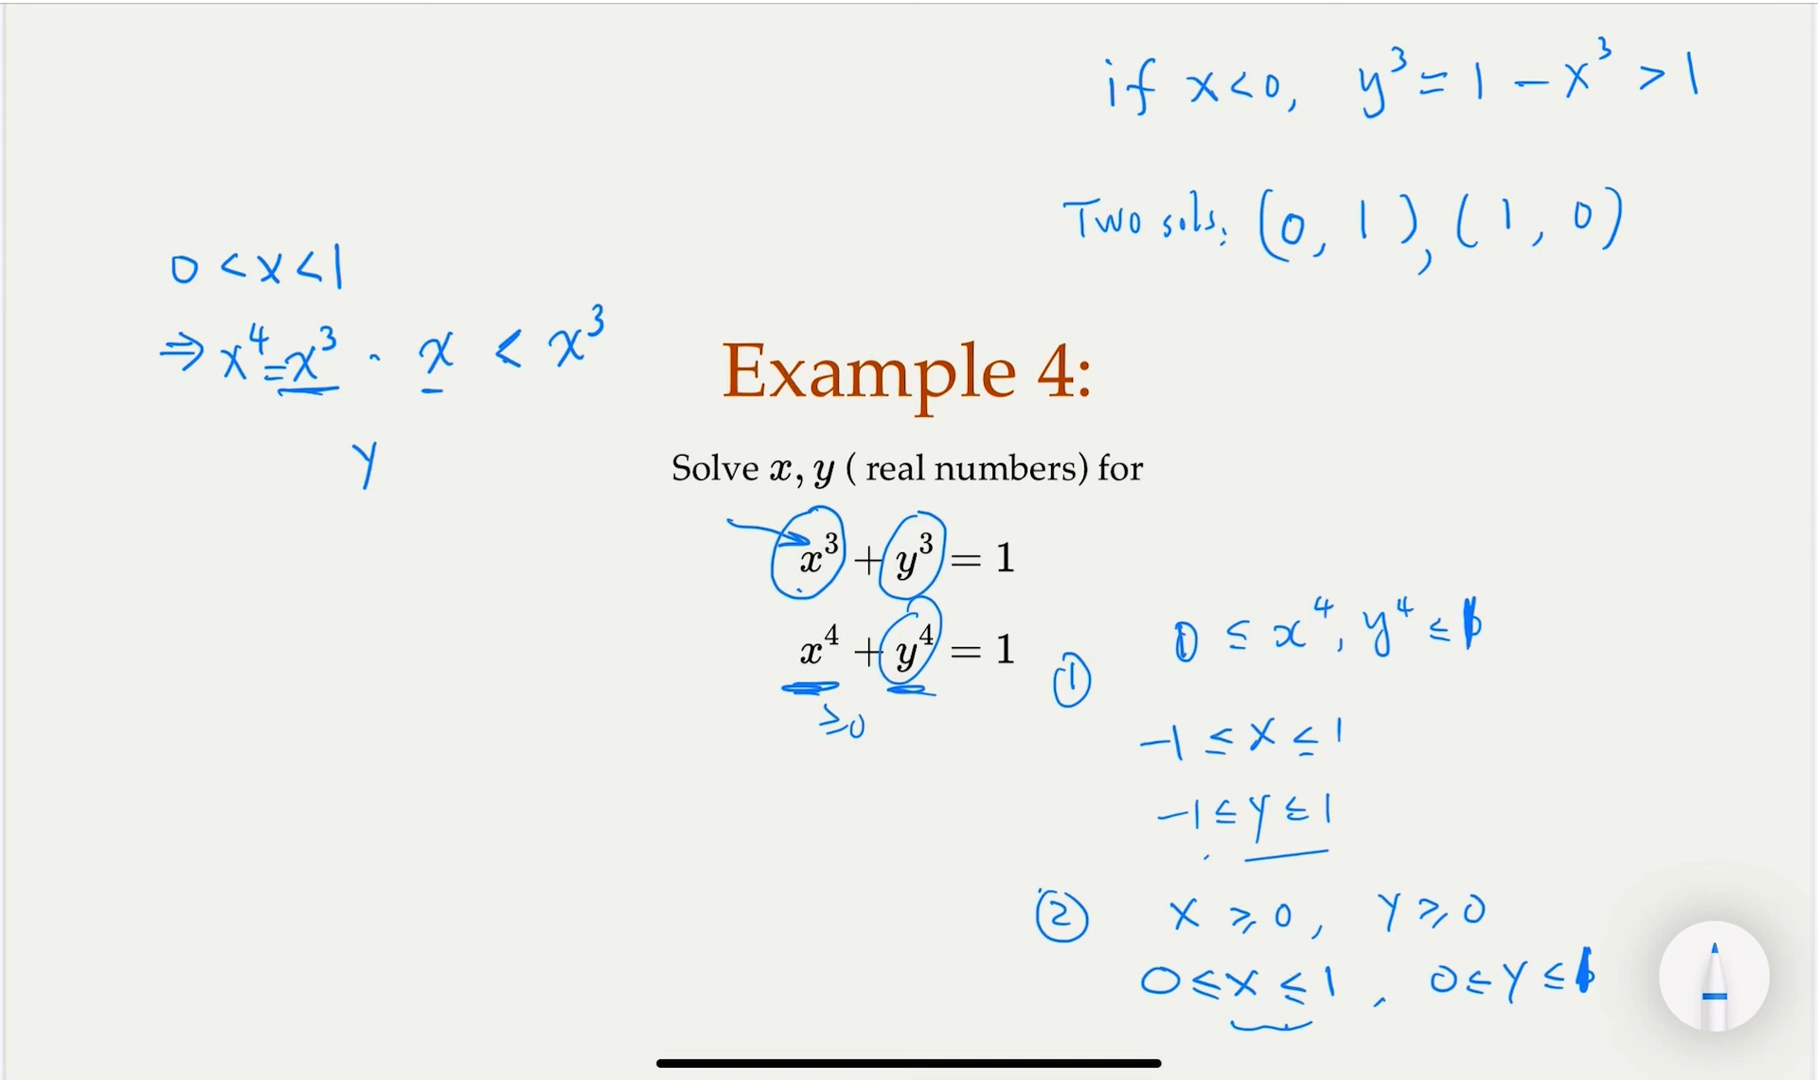 if x<0, y³ = 1 − x³ > 1
Two sols: (0, 1), (1, 0)
0 < x < 1
⇒ x⁴ = x³ · x < x³
y
Example 4:
Solve x, y ( real numbers) for
x³ + y³ = 1
x⁴ + y⁴ = 1
≥0
① 0 ≤ x⁴, y⁴ ≤ 1
−1 ≤ x ≤ 1
−1 ≤ y ≤ 1
② x ≥ 0, y ≥ 0
0 ≤ x ≤ 1, 0 ≤ y ≤ 1